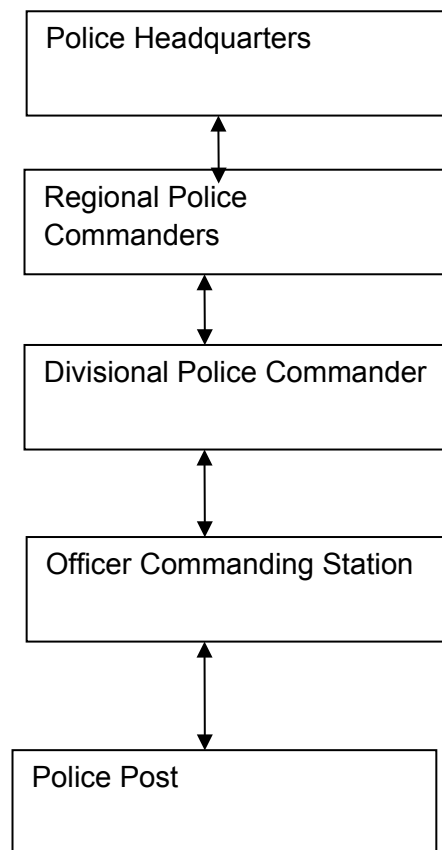 Police Headquarters
Regional Police
Commanders
Divisional Police Commander
Officer Commanding Station
Police Post